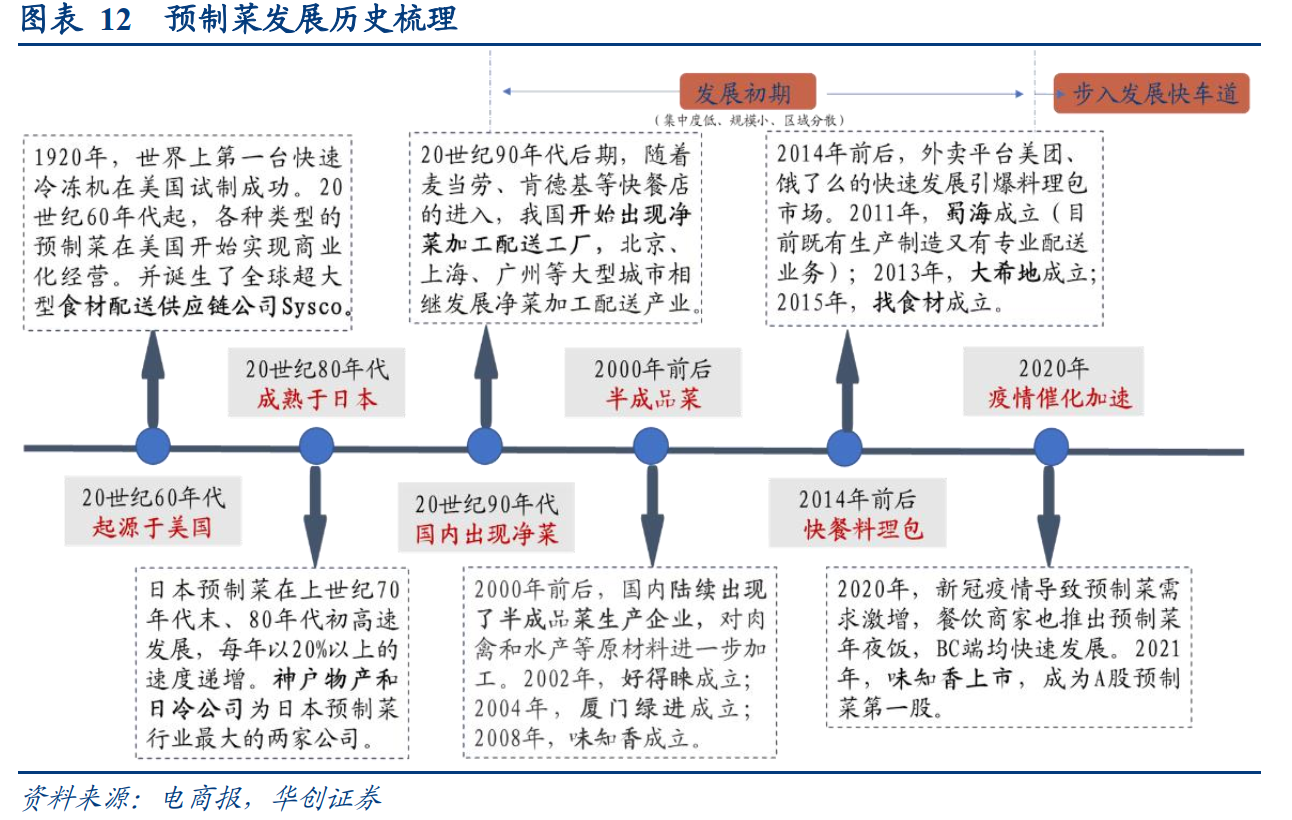 图表 12 预制菜发展历史梳理
发展初期
(集中度低、规模小、区域分散)
步入发展快车道
1920年，世界上第一台快速
冷冻机在美国试制成功。20
世纪60年代起，各种类型的
预制菜在美国开始实现商业
化经营。并诞生了全球超大
型食材配送供应链公司Sysco。
20世纪90年代后期，随着
麦当劳、肯德基等快餐店
的进入，我国开始出现净
菜加工配送工厂，北京、
上海、广州等大型城市相
继发展净菜加工配送产业。
2014年前后，外卖平台美团、
饿了么的快速发展引爆料理包
市场。2011年，蜀海成立（目
前既有生产制造又有专业配送
业务）；2013年，大希地成立；
2015年，找食材成立。
20世纪80年代
成熟于日本
2000年前后
半成品菜
2020年
疫情催化加速
20世纪60年代
起源于美国
20世纪90年代
国内出现净菜
2014年前后
快餐料理包
日本预制菜在上世纪70
年代末、80年代初高速
发展，每年以20%以上的
速度递增。神户物产和
日冷公司为日本预制菜
行业最大的两家公司。
2000年前后，国内陆续出现
了半成品菜生产企业，对肉
禽和水产等原材料进一步加
工。2002年，好得睐成立；
2004年，厦门绿进成立；
2008年，味知香成立。
2020年，新冠疫情导致预制菜需
求激增，餐饮商家也推出预制菜
年夜饭，BC端均快速发展。2021
年，味知香上市，成为A股预制
菜第一股。
资料来源：电商报，华创证券